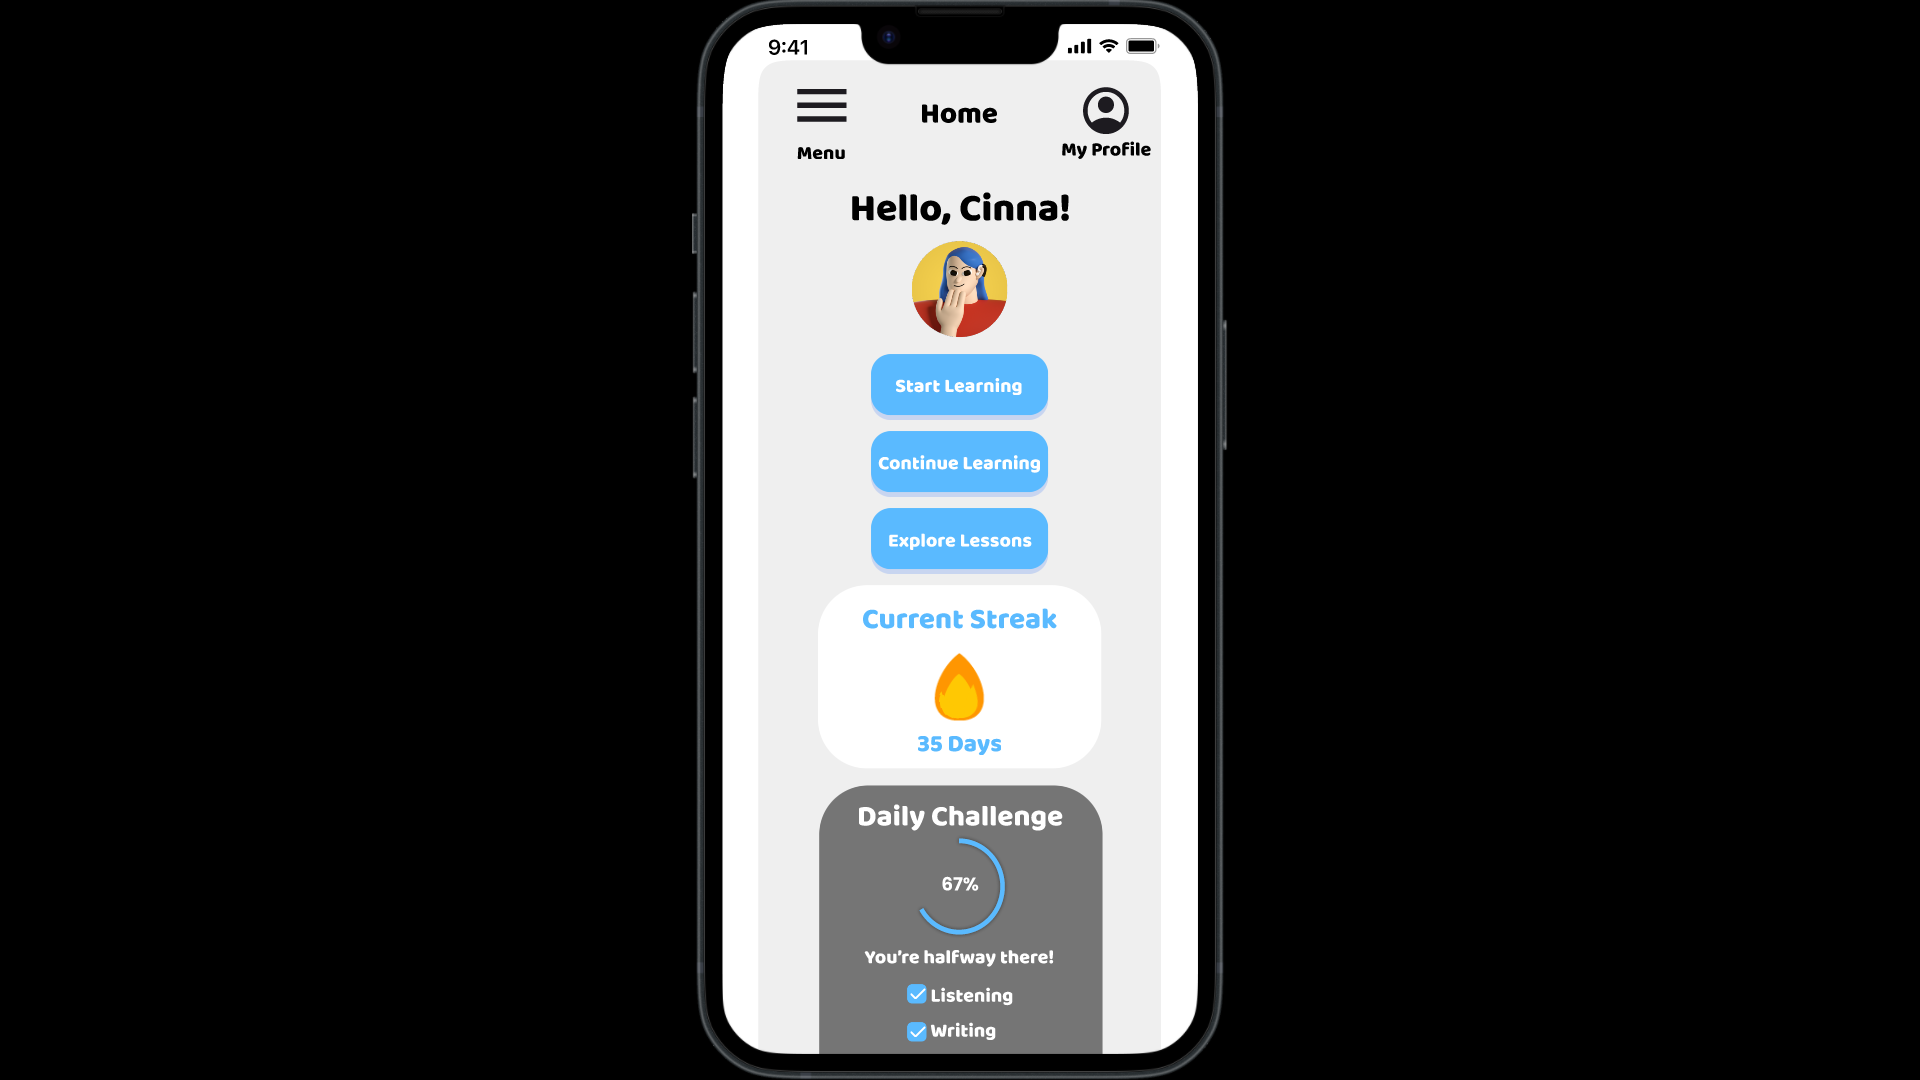 9:41
Home
Menu
My Profile
Hello, Cinna!
Start Learning
Continue Learning
Explore Lessons
Current Streak
35 Days
Daily Challenge
67%
You're halfway there!
Listening
Writing